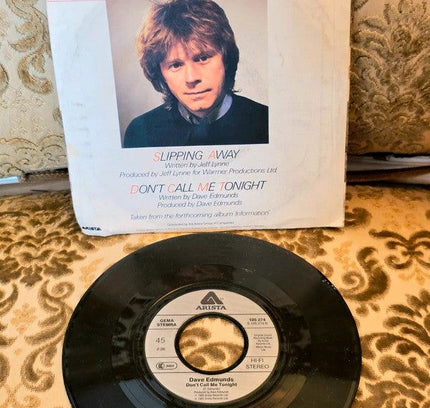 SLIPPING AWAY
Written by Jeff Lynne
Produced by Jeff Lynne for Warmer Productions Ltd.
DON'T CALL ME TONIGHT
Written by Dave Edmunds
Produced by Dave Edmunds
Taken from the forthcoming album 'Information'
ARISTA
ARISTA
GEMA
STEMRA
45
HI-FI
STEREO
Dave Edmunds
Don't Call Me Tonight